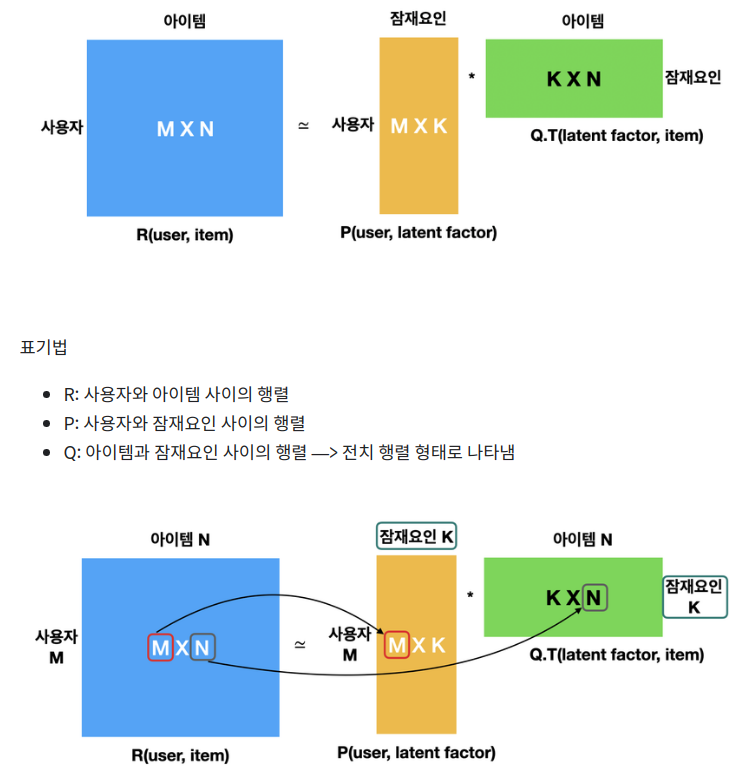 아이템 잠재요인 아이템
사용자 M X N ≃ 사용자 M X K * K X N 잠재요인
Q.T(latent factor, item)
R(user, item) P(user, latent factor)
표기법
R: 사용자와 아이템 사이의 행렬
P: 사용자와 잠재요인 사이의 행렬
Q: 아이템과 잠재요인 사이의 행렬 —> 전치 행렬 형태로 나타냄
아이템 N 잠재요인 K 아이템 N
사용자 M M X N ≃ 사용자 M M X K * K X N 잠재요인 K
Q.T(latent factor, item)
R(user, item) P(user, latent factor)